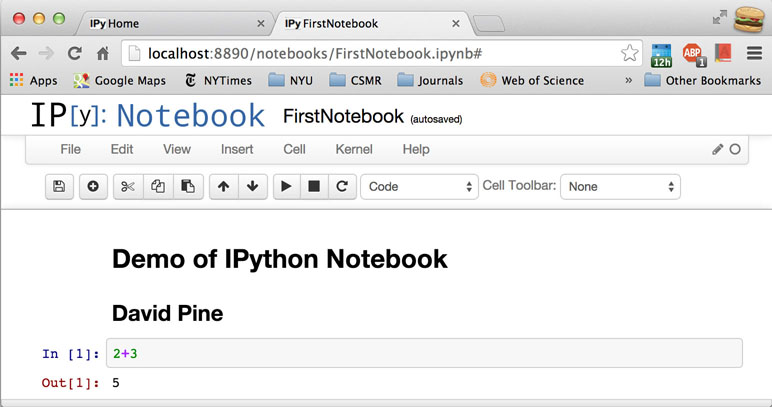 IPy Home IPy FirstNotebook
localhost:8890/notebooks/FirstNotebook.ipynb#
12h ABP 1
Apps Google Maps NYTimes NYU CSMR Journals Web of Science » Other Bookmarks
IP[y]: Notebook FirstNotebook (autosaved)
File Edit View Insert Cell Kernel Help
Code Cell Toolbar: None
Demo of IPython Notebook
David Pine
In [1]: 2+3
Out[1]: 5